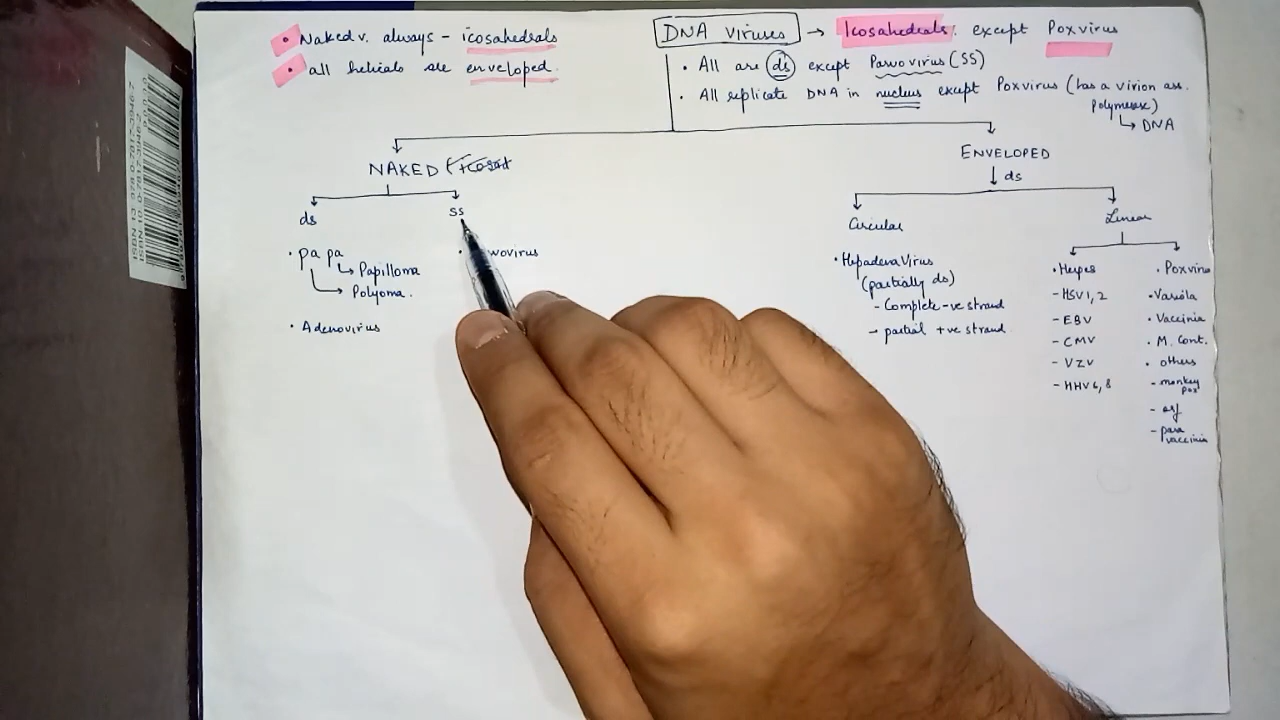 • Naked v. always - icosahedrals
• all helicals are enveloped.
DNA viruses → Icosahedrals. except Poxvirus
• All are ds except Parvovirus (SS)
• All replicate DNA in nucleus except Poxvirus (has a virion ass. polymerase)
↳ DNA
NAKED
ENVELOPED
↓ ds
ds
ss
Circular
Linear
• pa pa
↳ Papilloma
↳ Polyoma.
• Adenovirus
• Hepadena Virus
(partially ds)
- Complete -ve strand
→ partial +ve strand
• Herpes
- HSV 1, 2
- EBV
- CMV
- VZV
- HHV 6, 8
• Poxvirus
• Variola
• Vaccinia
• M. Cont.
• others
- monkey pox
- orf
- para vaccinia